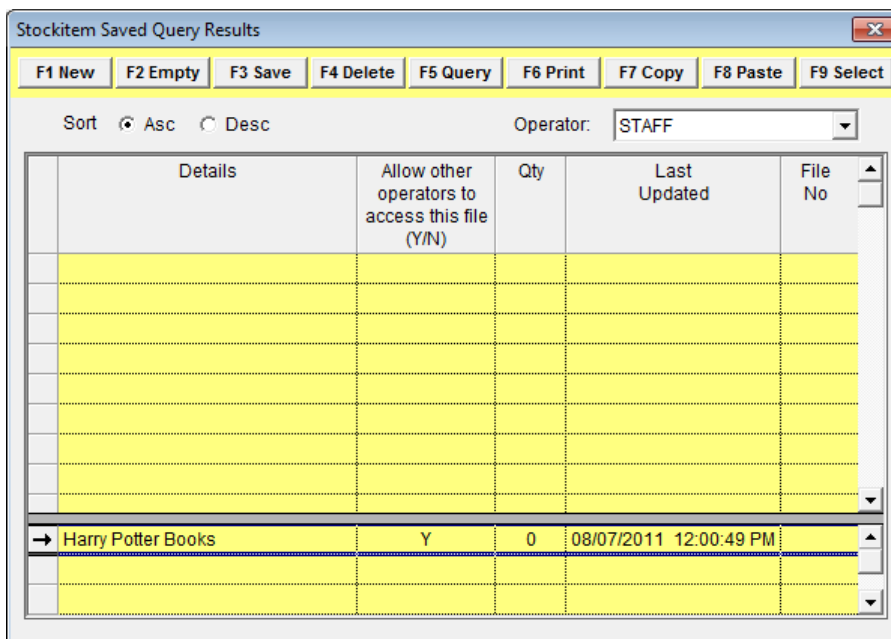 Stockitem Saved Query Results
F1 New F2 Empty F3 Save F4 Delete F5 Query F6 Print F7 Copy F8 Paste F9 Select
Sort Asc Desc Operator: STAFF
Details Allow other operators to access this file (Y/N) Qty Last Updated File No
Harry Potter Books Y 0 08/07/2011 12:00:49 PM